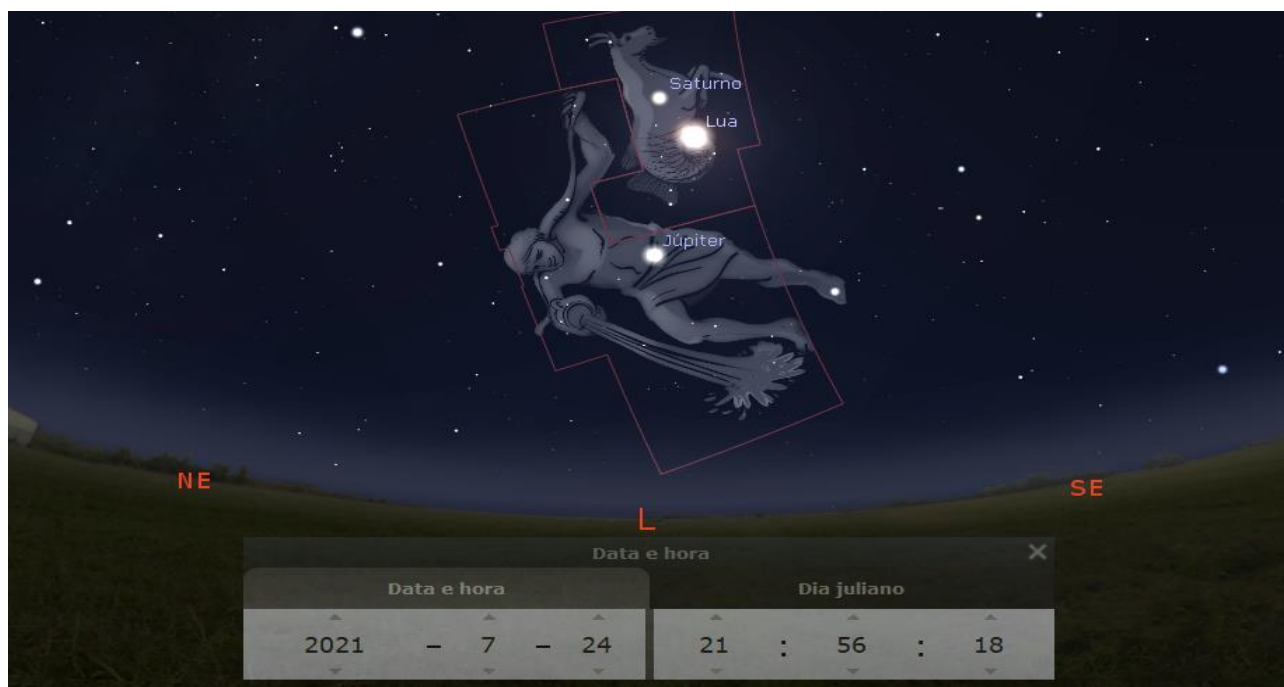 Saturno
Lua
Júpiter
NE
SE
L
Data e hora ×
Data e hora Dia juliano
2021 – 7 – 24 21 : 56 : 18